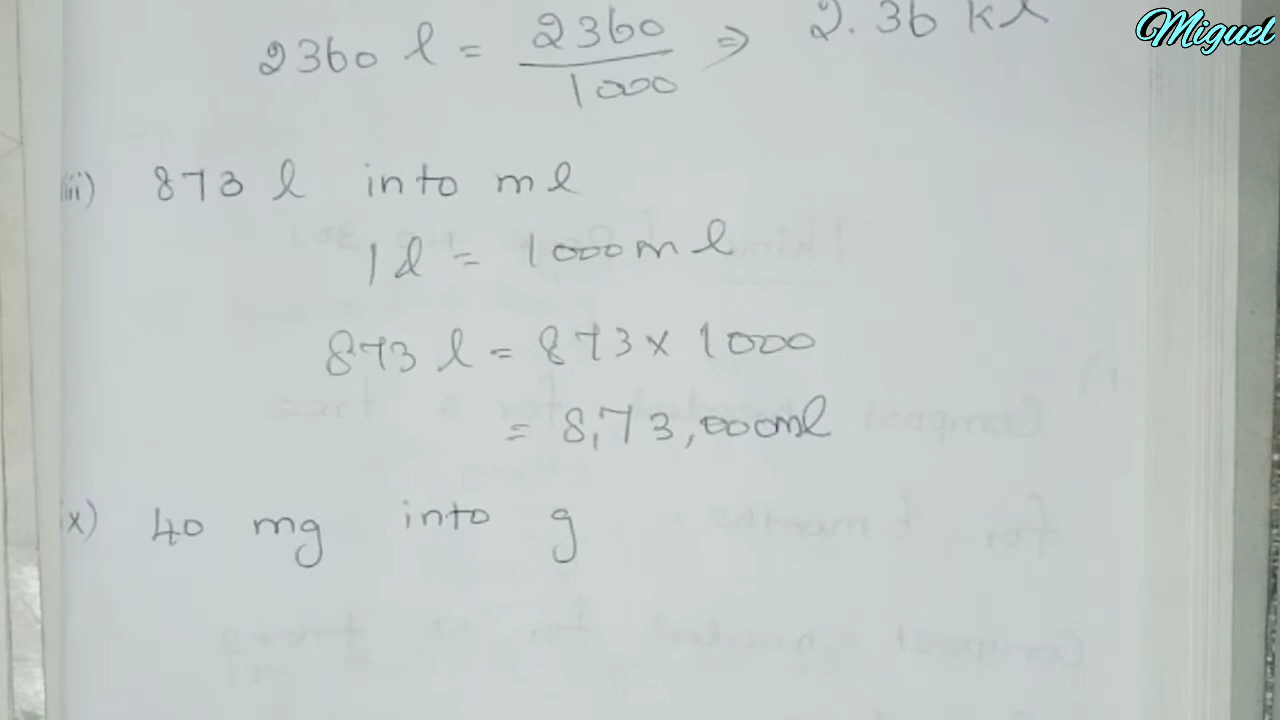 Miguel
2360 l = 2360/1000 ⇒ 2.36 kl
iii) 873 l into ml
1 l = 1000 ml
873 l = 873 × 1000
= 8,73,000 ml
ix) 40 mg into g